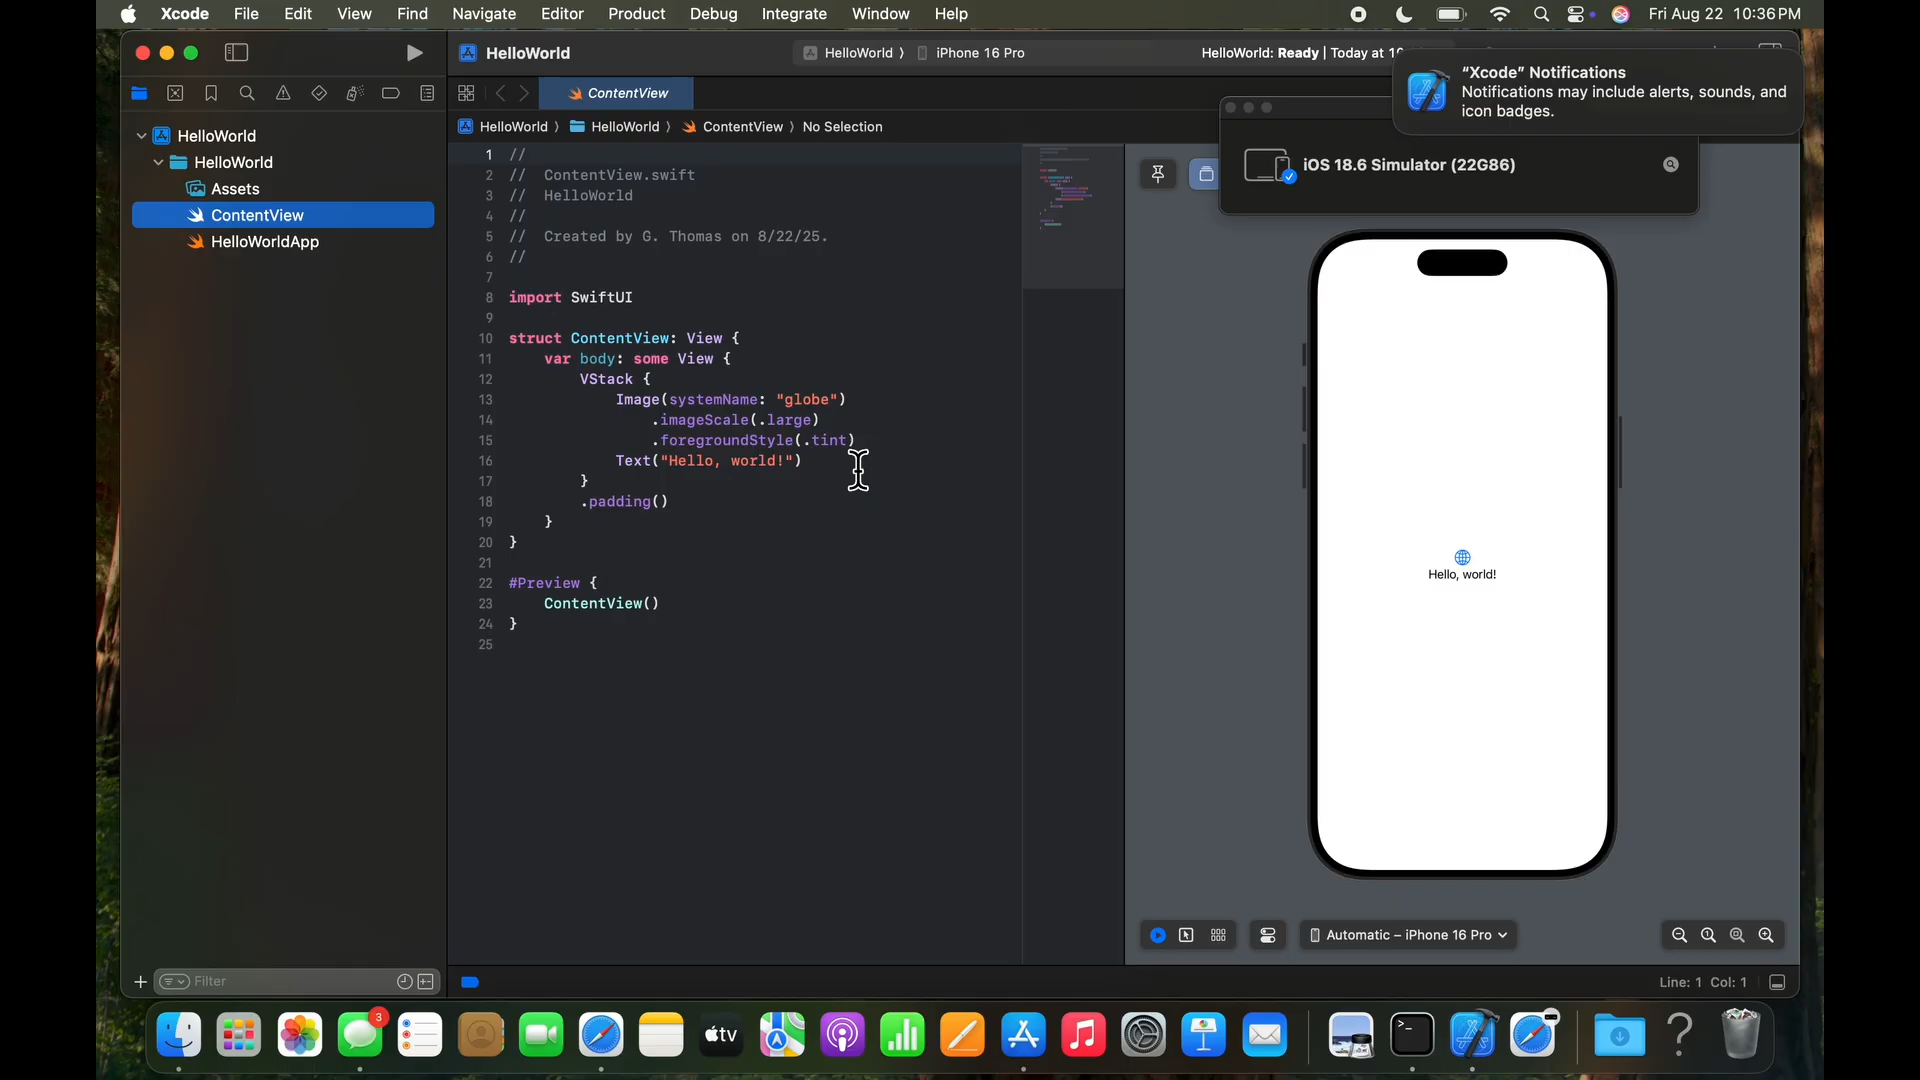 Xcode File Edit View Find Navigate Editor Product Debug Integrate Window Help Fri Aug 22 10:36 PM
HelloWorld HelloWorld 〉 iPhone 16 Pro HelloWorld: Ready | Today at 10
“Xcode” Notifications
Notifications may include alerts, sounds, and
icon badges.
ContentView
HelloWorld 〉 HelloWorld 〉 ContentView 〉 No Selection
iOS 18.6 Simulator (22G86)
HelloWorld
HelloWorld
Assets
ContentView
HelloWorldApp
1 //
2 // ContentView.swift
3 // HelloWorld
4 //
5 // Created by G. Thomas on 8/22/25.
6 //
7
8 import SwiftUI
9
10 struct ContentView: View {
11 var body: some View {
12 VStack {
13 Image(systemName: "globe")
14 .imageScale(.large)
15 .foregroundStyle(.tint)
16 Text("Hello, world!")
17 }
18 .padding()
19 }
20 }
21
22 #Preview {
23 ContentView()
24 }
25
Hello, world!
Automatic – iPhone 16 Pro
Filter
Line: 1 Col: 1
3
tv